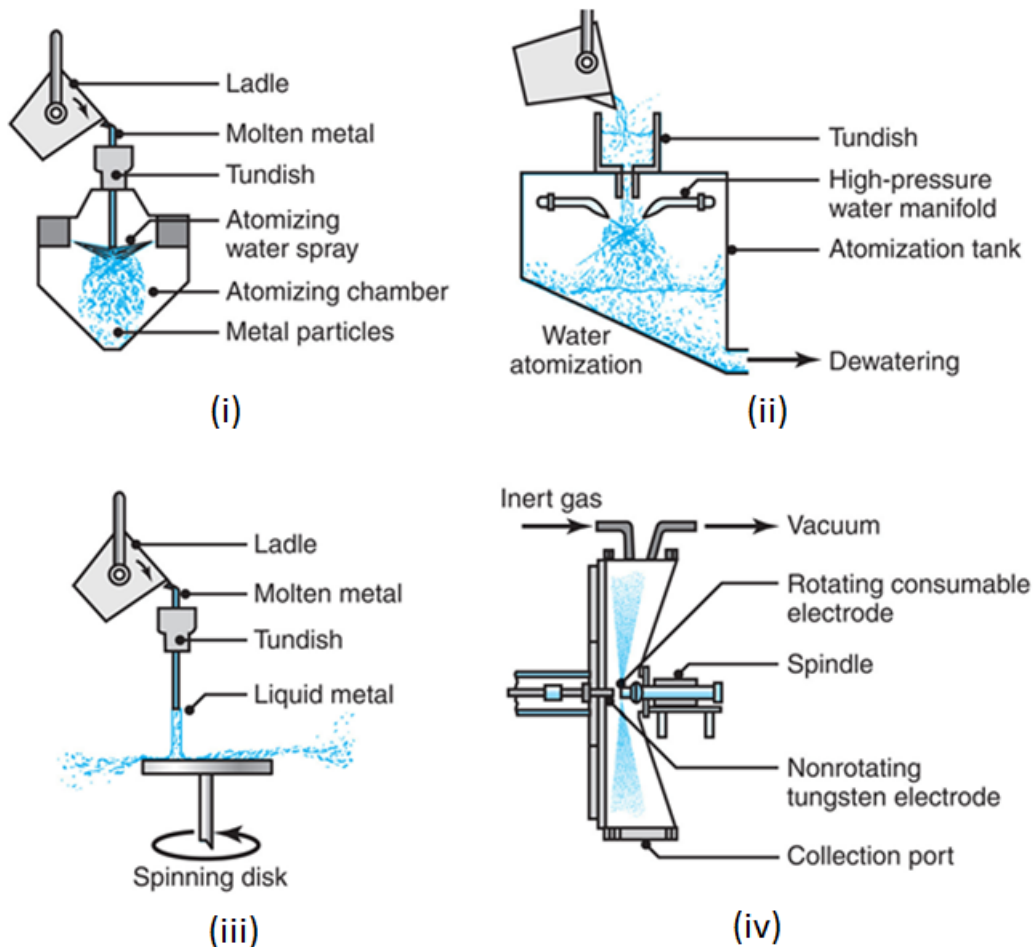 Ladle
Molten metal
Tundish
Atomizing
water spray
Atomizing chamber
Metal particles
(i)
Tundish
High-pressure
water manifold
Atomization tank
Water
atomization
Dewatering
(ii)
Ladle
Molten metal
Tundish
Liquid metal
Spinning disk
(iii)
Inert gas
Vacuum
Rotating consumable
electrode
Spindle
Nonrotating
tungsten electrode
Collection port
(iv)